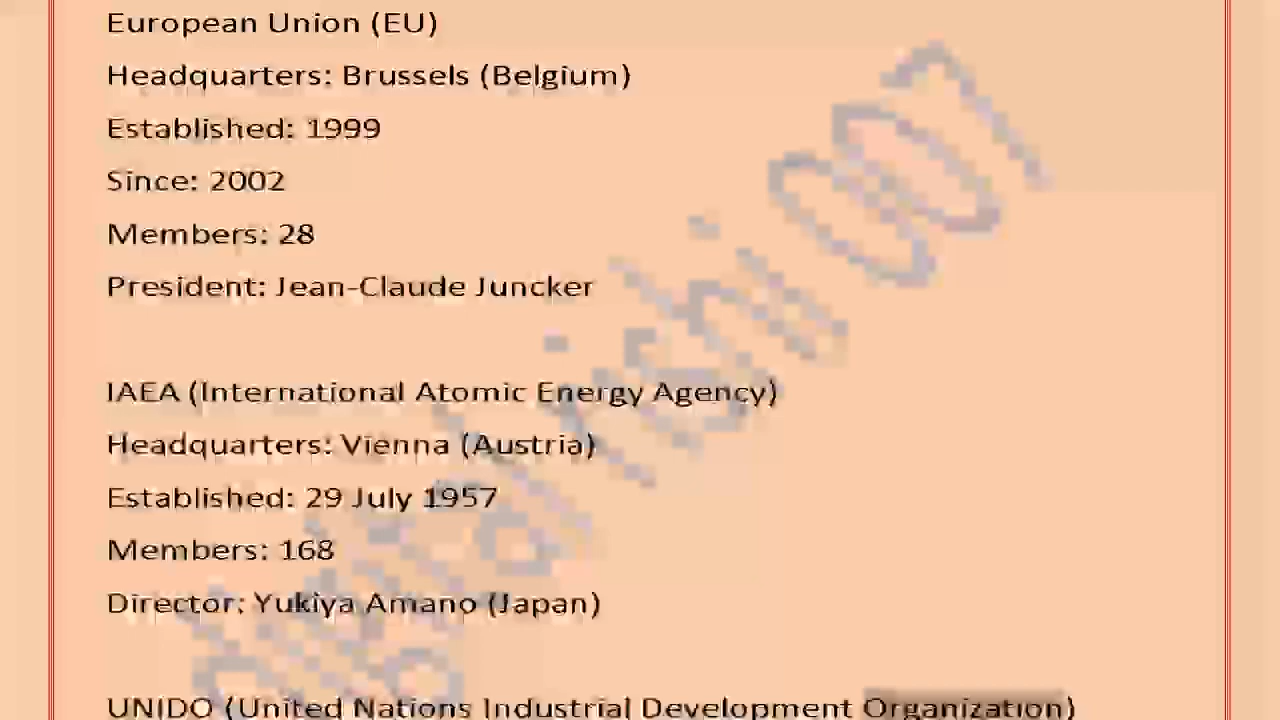 European Union (EU)
Headquarters: Brussels (Belgium)
Established: 1999
Since: 2002
Members: 28
President: Jean-Claude Juncker
IAEA (International Atomic Energy Agency)
Headquarters: Vienna (Austria)
Established: 29 July 1957
Members: 168
Director: Yukiya Amano (Japan)
UNIDO (United Nations Industrial Development Organization)